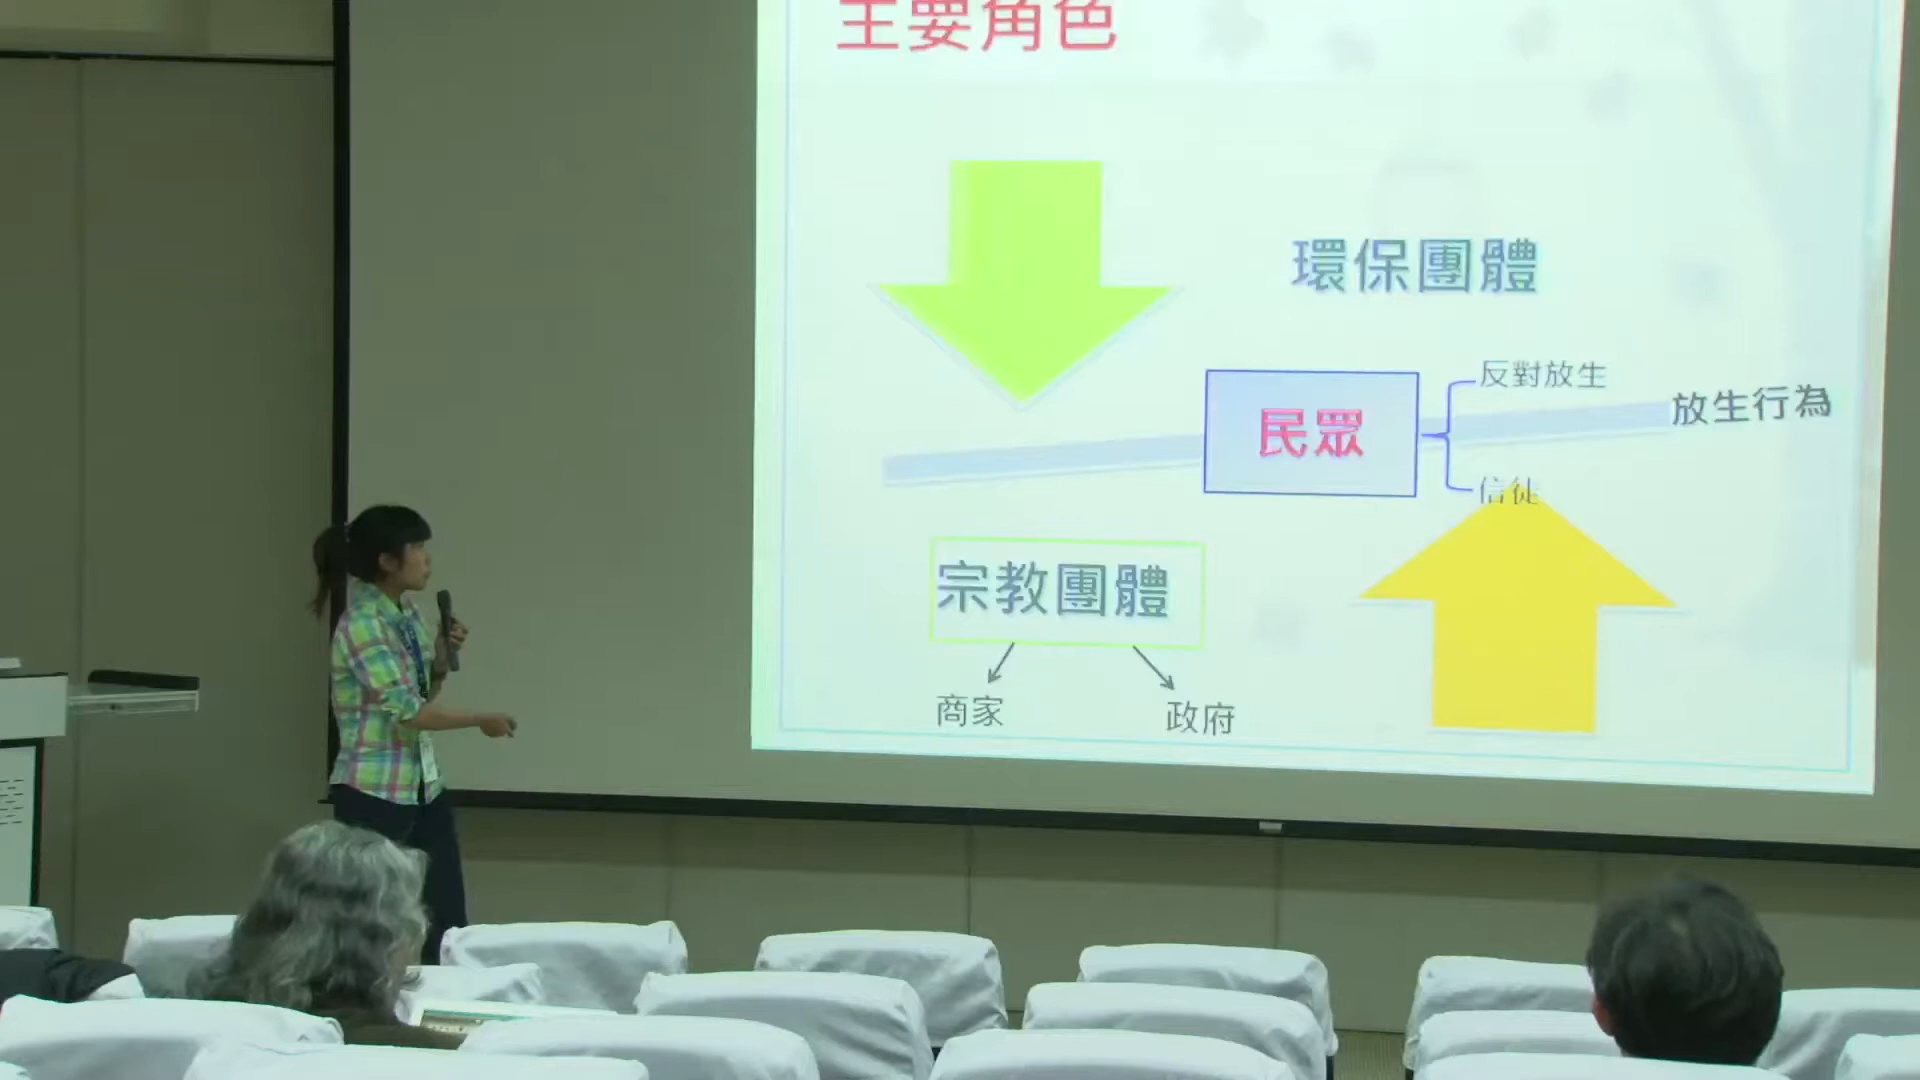 主要角色
環保團體
反對放生
放生行為
民眾
信徒
宗教團體
商家
政府